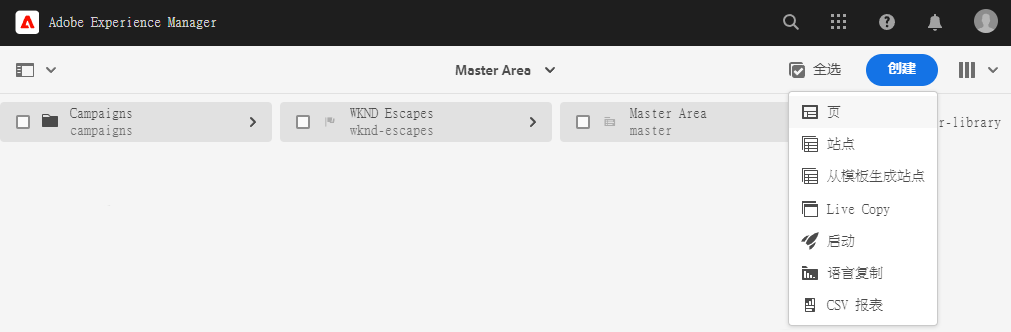 Adobe Experience Manager
Master Area
全选
创建
Campaigns
campaigns
WKND Escapes
wknd-escapes
Master Area
master
r-library
页
站点
从模板生成站点
Live Copy
启动
语言复制
CSV 报表